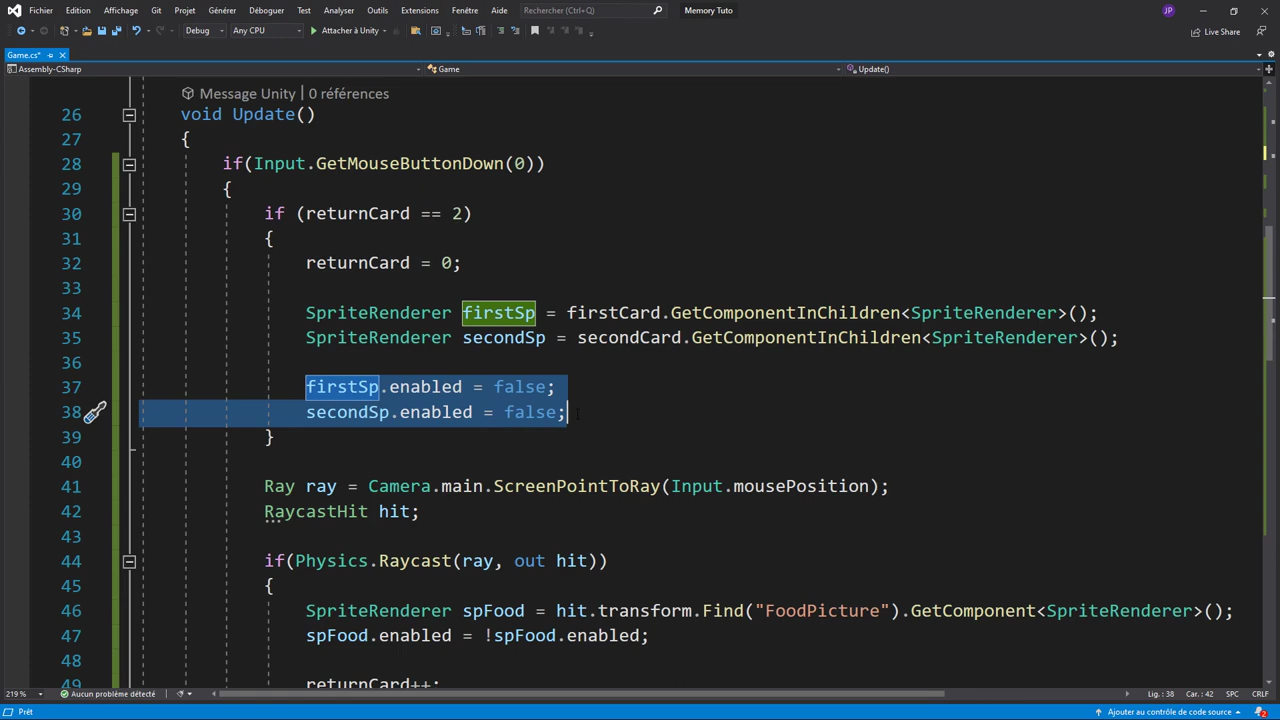 Fichier Edition Affichage Git Projet Générer Déboguer Test Analyser Outils Extensions Fenêtre Aide Rechercher (Ctrl+Q) Memory Tuto JP
Debug Any CPU Attacher à Unity Live Share
Game.cs*
Assembly-CSharp Game Update()
Message Unity | 0 références
26 void Update()
27 {
28 if(Input.GetMouseButtonDown(0))
29 {
30 if (returnCard == 2)
31 {
32 returnCard = 0;
33
34 SpriteRenderer firstSp = firstCard.GetComponentInChildren<SpriteRenderer>();
35 SpriteRenderer secondSp = secondCard.GetComponentInChildren<SpriteRenderer>();
36
37 firstSp.enabled = false;
38 secondSp.enabled = false;
39 }
40
41 Ray ray = Camera.main.ScreenPointToRay(Input.mousePosition);
42 RaycastHit hit;
43
44 if(Physics.Raycast(ray, out hit))
45 {
46 SpriteRenderer spFood = hit.transform.Find("FoodPicture").GetComponent<SpriteRenderer>();
47 spFood.enabled = !spFood.enabled;
48
49 returnCard++;
219 % Aucun problème détecté Lig. : 38 Car. : 42 SPC CRLF
Prêt Ajouter au contrôle de code source 2